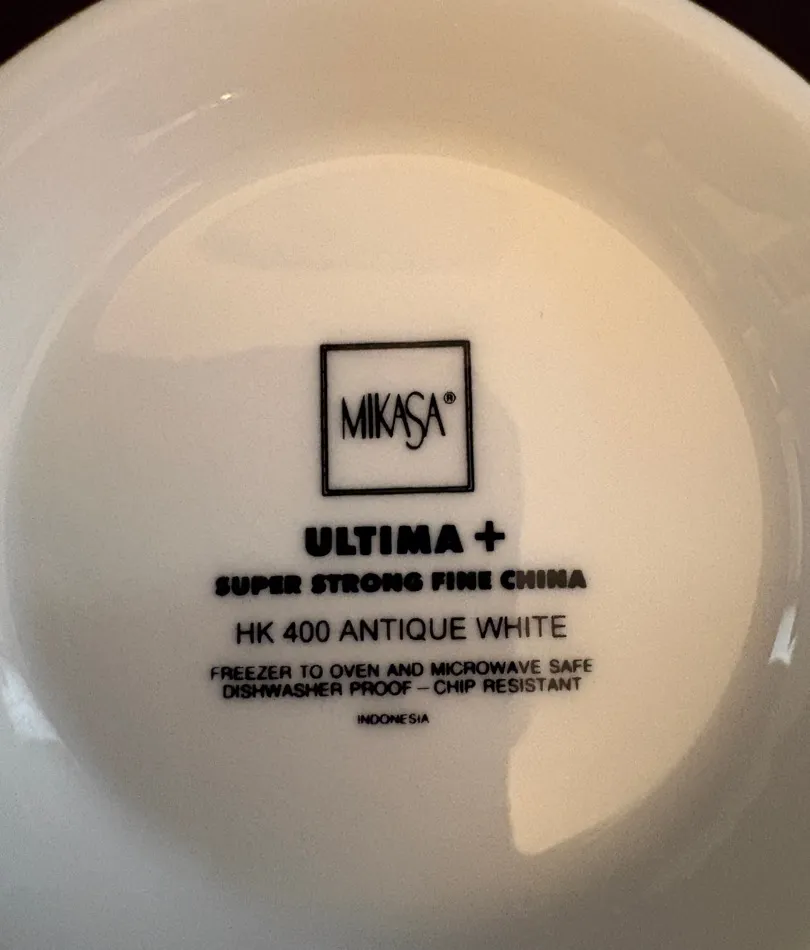 MIKASA®
ULTIMA +
SUPER STRONG FINE CHINA
HK 400 ANTIQUE WHITE
FREEZER TO OVEN AND MICROWAVE SAFE
DISHWASHER PROOF – CHIP RESISTANT
INDONESIA